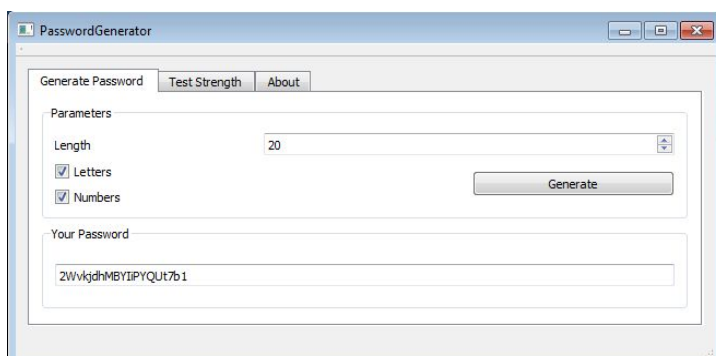 PasswordGenerator
Generate Password Test Strength About
Parameters
Length 20
Letters
Generate
Numbers
Your Password
2WvkjdhMBYIiPYQUt7b1